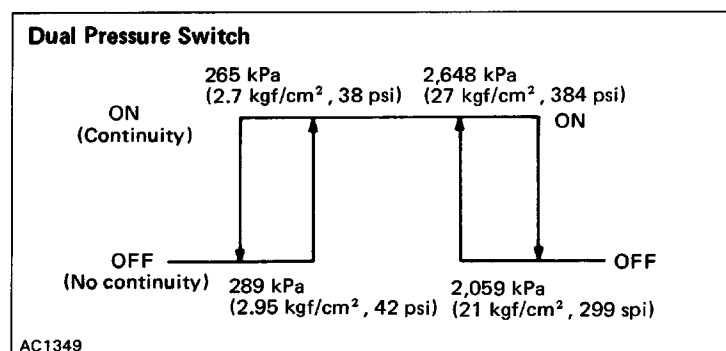 Dual Pressure Switch
265 kPa
(2.7 kgf/cm², 38 psi)
2,648 kPa
(27 kgf/cm², 384 psi)
ON
(Continuity)
ON
OFF
(No continuity)
289 kPa
(2.95 kgf/cm², 42 psi)
2,059 kPa
(21 kgf/cm², 299 spi)
OFF
AC1349